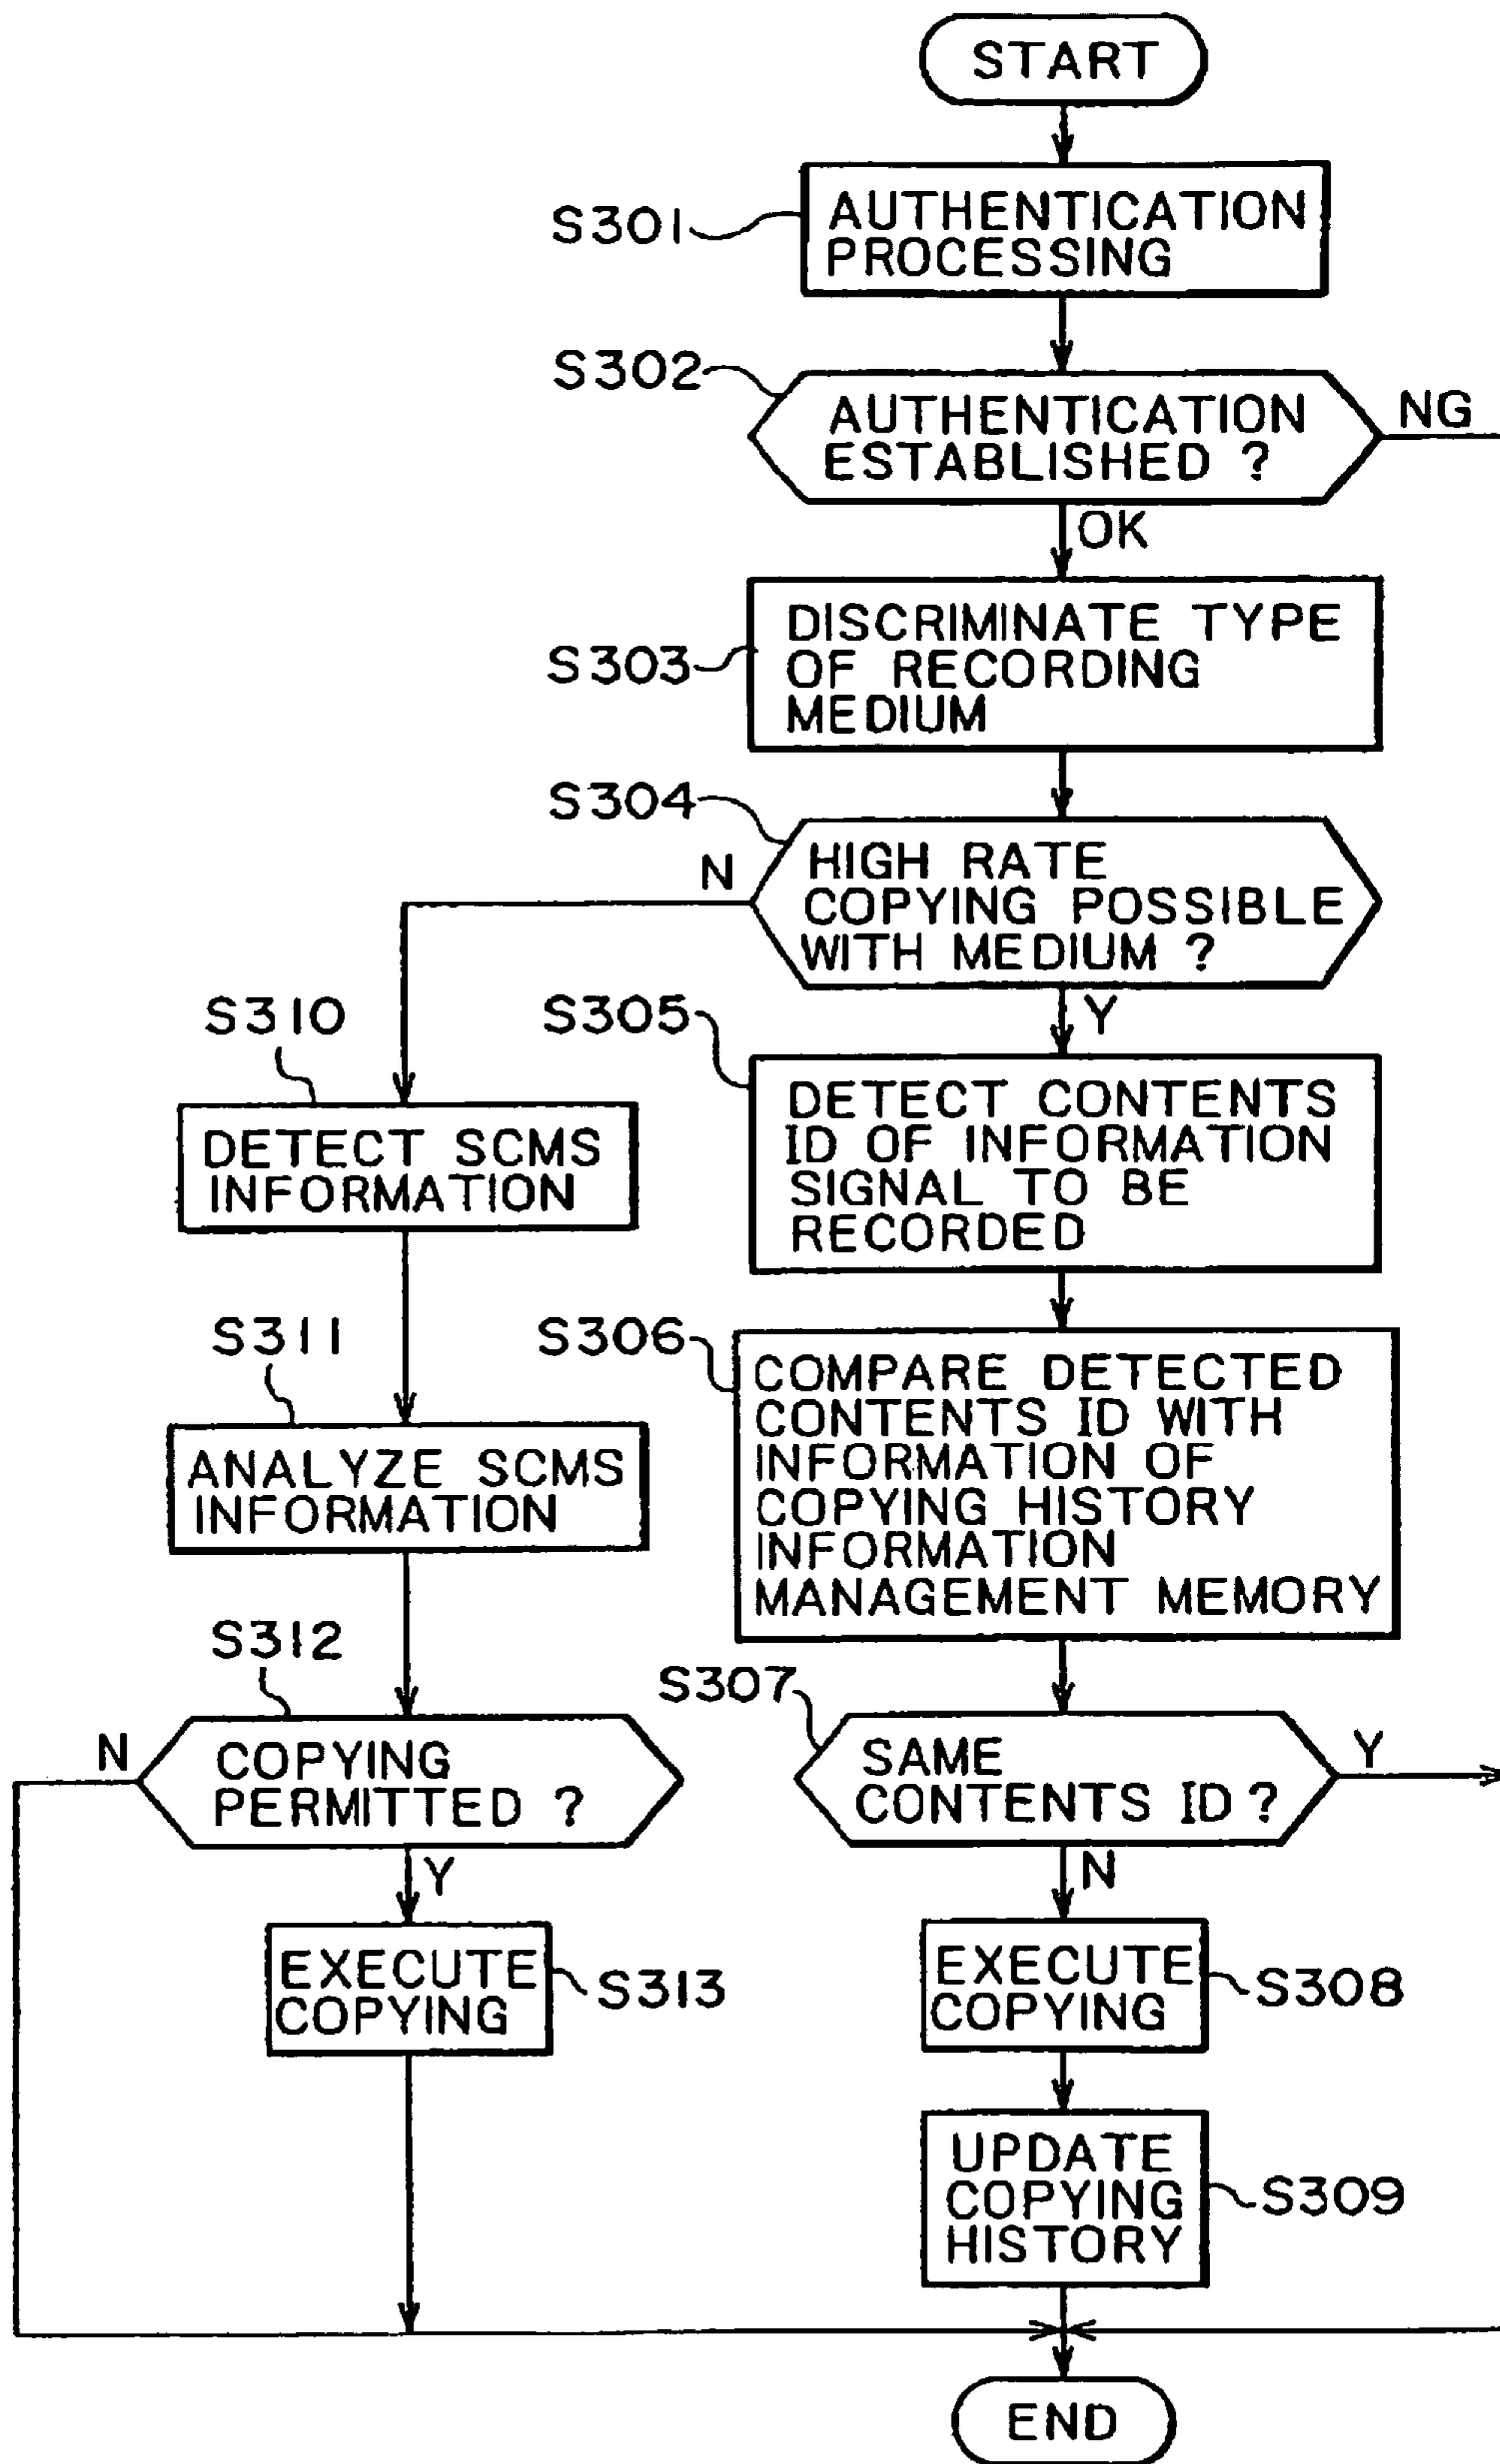 START
S301
AUTHENTICATION
PROCESSING
S302
AUTHENTICATION
ESTABLISHED ?
NG
OK
S303
DISCRIMINATE TYPE
OF RECORDING
MEDIUM
S304
N
HIGH RATE
COPYING POSSIBLE
WITH MEDIUM ?
Y
S310
DETECT SCMS
INFORMATION
S305
DETECT CONTENTS
ID OF INFORMATION
SIGNAL TO BE
RECORDED
S311
ANALYZE SCMS
INFORMATION
S306
COMPARE DETECTED
CONTENTS ID WITH
INFORMATION OF
COPYING HISTORY
INFORMATION
MANAGEMENT MEMORY
S312
N
COPYING
PERMITTED ?
Y
S307
SAME
CONTENTS ID ?
Y
N
EXECUTE
COPYING
S313
EXECUTE
COPYING
S308
UPDATE
COPYING
HISTORY
S309
END